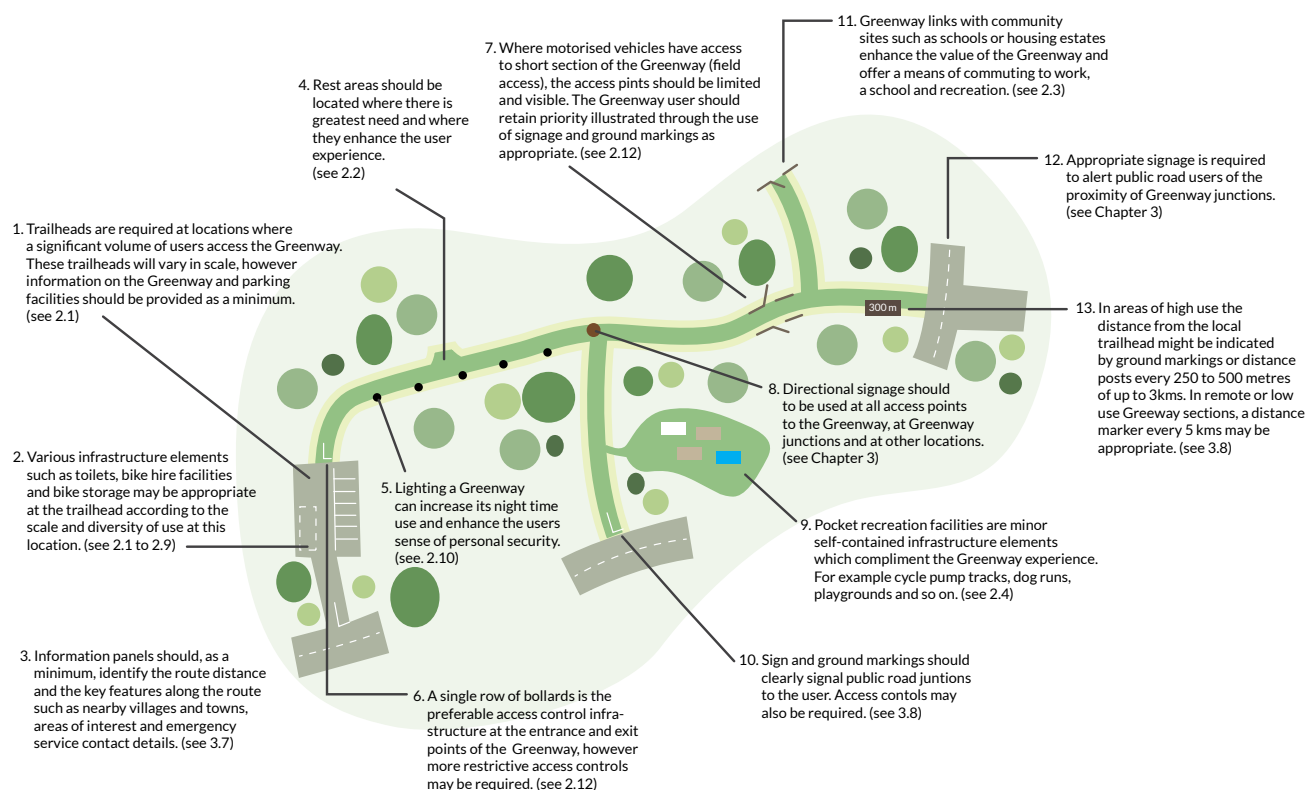 1. Trailheads are required at locations where
a significant volume of users access the Greenway.
These trailheads will vary in scale, however
information on the Greenway and parking
facilities should be provided as a minimum.
(see 2.1)
2. Various infrastructure elements
such as toilets, bike hire facilities
and bike storage may be appropriate
at the trailhead according to the
scale and diversity of use at this
location. (see 2.1 to 2.9)
3. Information panels should, as a
minimum, identify the route distance
and the key features along the route
such as nearby villages and towns,
areas of interest and emergency
service contact details. (see 3.7)
4. Rest areas should be
located where there is
greatest need and where
they enhance the user
experience.
(see 2.2)
5. Lighting a Greenway
can increase its night time
use and enhance the users
sense of personal security.
(see. 2.10)
6. A single row of bollards is the
preferable access control infra-
structure at the entrance and exit
points of the Greenway, however
more restrictive access controls
may be required. (see 2.12)
7. Where motorised vehicles have access
to short section of the Greenway (field
access), the access pints should be limited
and visible. The Greenway user should
retain priority illustrated through the use
of signage and ground markings as
appropriate. (see 2.12)
8. Directional signage should
to be used at all access points
to the Greenway, at Greenway
junctions and at other locations.
(see Chapter 3)
9. Pocket recreation facilities are minor
self-contained infrastructure elements
which compliment the Greenway experience.
For example cycle pump tracks, dog runs,
playgrounds and so on. (see 2.4)
10. Sign and ground markings should
clearly signal public road juntions
to the user. Access contols may
also be required. (see 3.8)
11. Greenway links with community
sites such as schools or housing estates
enhance the value of the Greenway and
offer a means of commuting to work,
a school and recreation. (see 2.3)
12. Appropriate signage is required
to alert public road users of the
proximity of Greenway junctions.
(see Chapter 3)
300 m
13. In areas of high use the
distance from the local
trailhead might be indicated
by ground markings or distance
posts every 250 to 500 metres
of up to 3kms. In remote or low
use Greeway sections, a distance
marker every 5 kms may be
appropriate. (see 3.8)